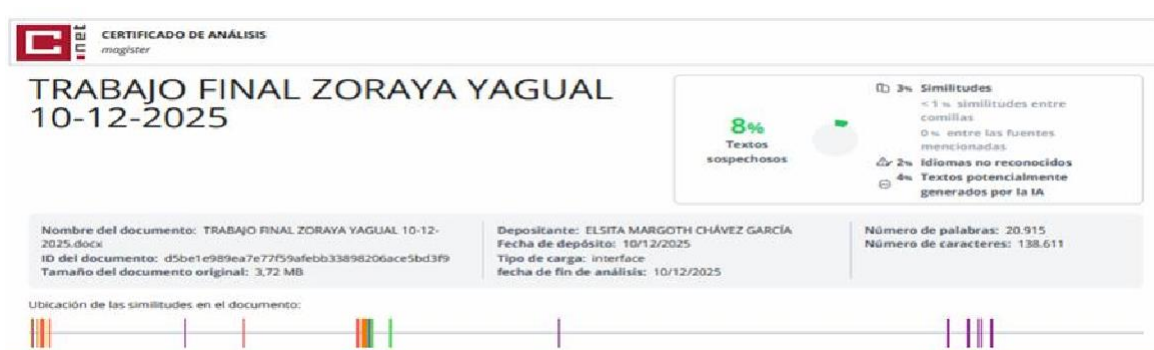 C
inet
CERTIFICADO DE ANÁLISIS
magister
TRABAJO FINAL ZORAYA YAGUAL
10-12-2025
8%
Textos
sospechosos
3% Similitudes
<1% similitudes entre
comillas
0% entre las fuentes
mencionadas
2% Idiomas no reconocidos
4% Textos potencialmente
generados por la IA
Nombre del documento: TRABAJO FINAL ZORAYA YAGUAL 10-12-
2025.docx
ID del documento: d5be1e989ea7e77f59afebb33898206ace5bd3f9
Tamaño del documento original: 3,72 MB
Depositante: ELSITA MARGOTH CHÁVEZ GARCÍA
Fecha de depósito: 10/12/2025
Tipo de carga: interface
fecha de fin de análisis: 10/12/2025
Número de palabras: 20.915
Número de caracteres: 138.611
Ubicación de las similitudes en el documento: